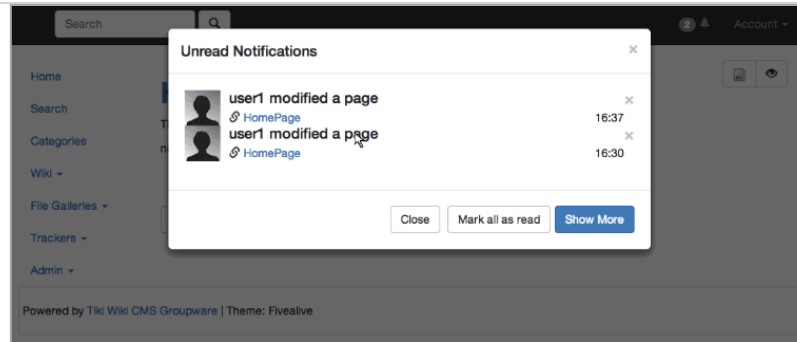 Search
2
Account
Unread Notifications
×
Home
Search
Categories
Wiki
File Galleries
Trackers
Admin
user1 modified a page
×
HomePage
16:37
user1 modified a page
×
HomePage
16:30
Close
Mark all as read
Show More
Powered by Tiki Wiki CMS Groupware | Theme: Fivealive